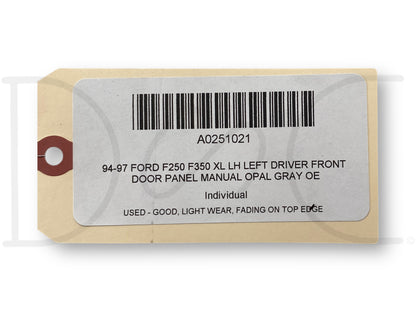 A0251021
94-97 FORD F250 F350 XL LH LEFT DRIVER FRONT
DOOR PANEL MANUAL OPAL GRAY OE
Individual
USED - GOOD, LIGHT WEAR, FADING ON TOP EDGE